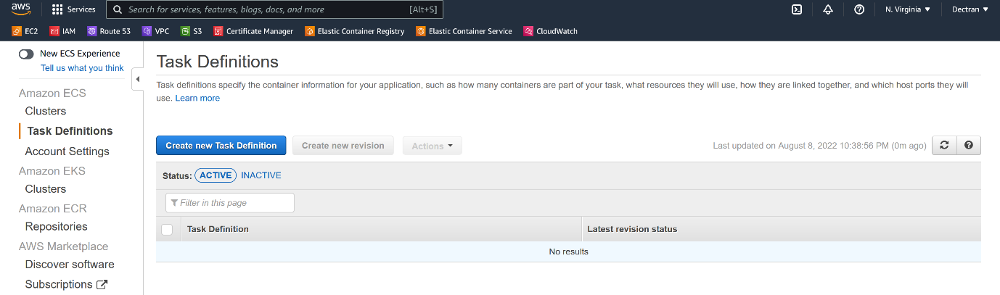 aws Services Search for services, features, blogs, docs, and more [Alt+S] N. Virginia ▼ Dectran ▼
EC2 IAM Route 53 VPC S3 Certificate Manager Elastic Container Registry Elastic Container Service CloudWatch
New ECS Experience
Tell us what you think
Amazon ECS
Clusters
Task Definitions
Account Settings
Amazon EKS
Clusters
Amazon ECR
Repositories
AWS Marketplace
Discover software
Subscriptions
Task Definitions
Task definitions specify the container information for your application, such as how many containers are part of your task, what resources they will use, how they are linked together, and which host ports they will
use. Learn more
Create new Task Definition Create new revision Actions Last updated on August 8, 2022 10:38:56 PM (0m ago)
Status: ACTIVE INACTIVE
Filter in this page
Task Definition Latest revision status
No results